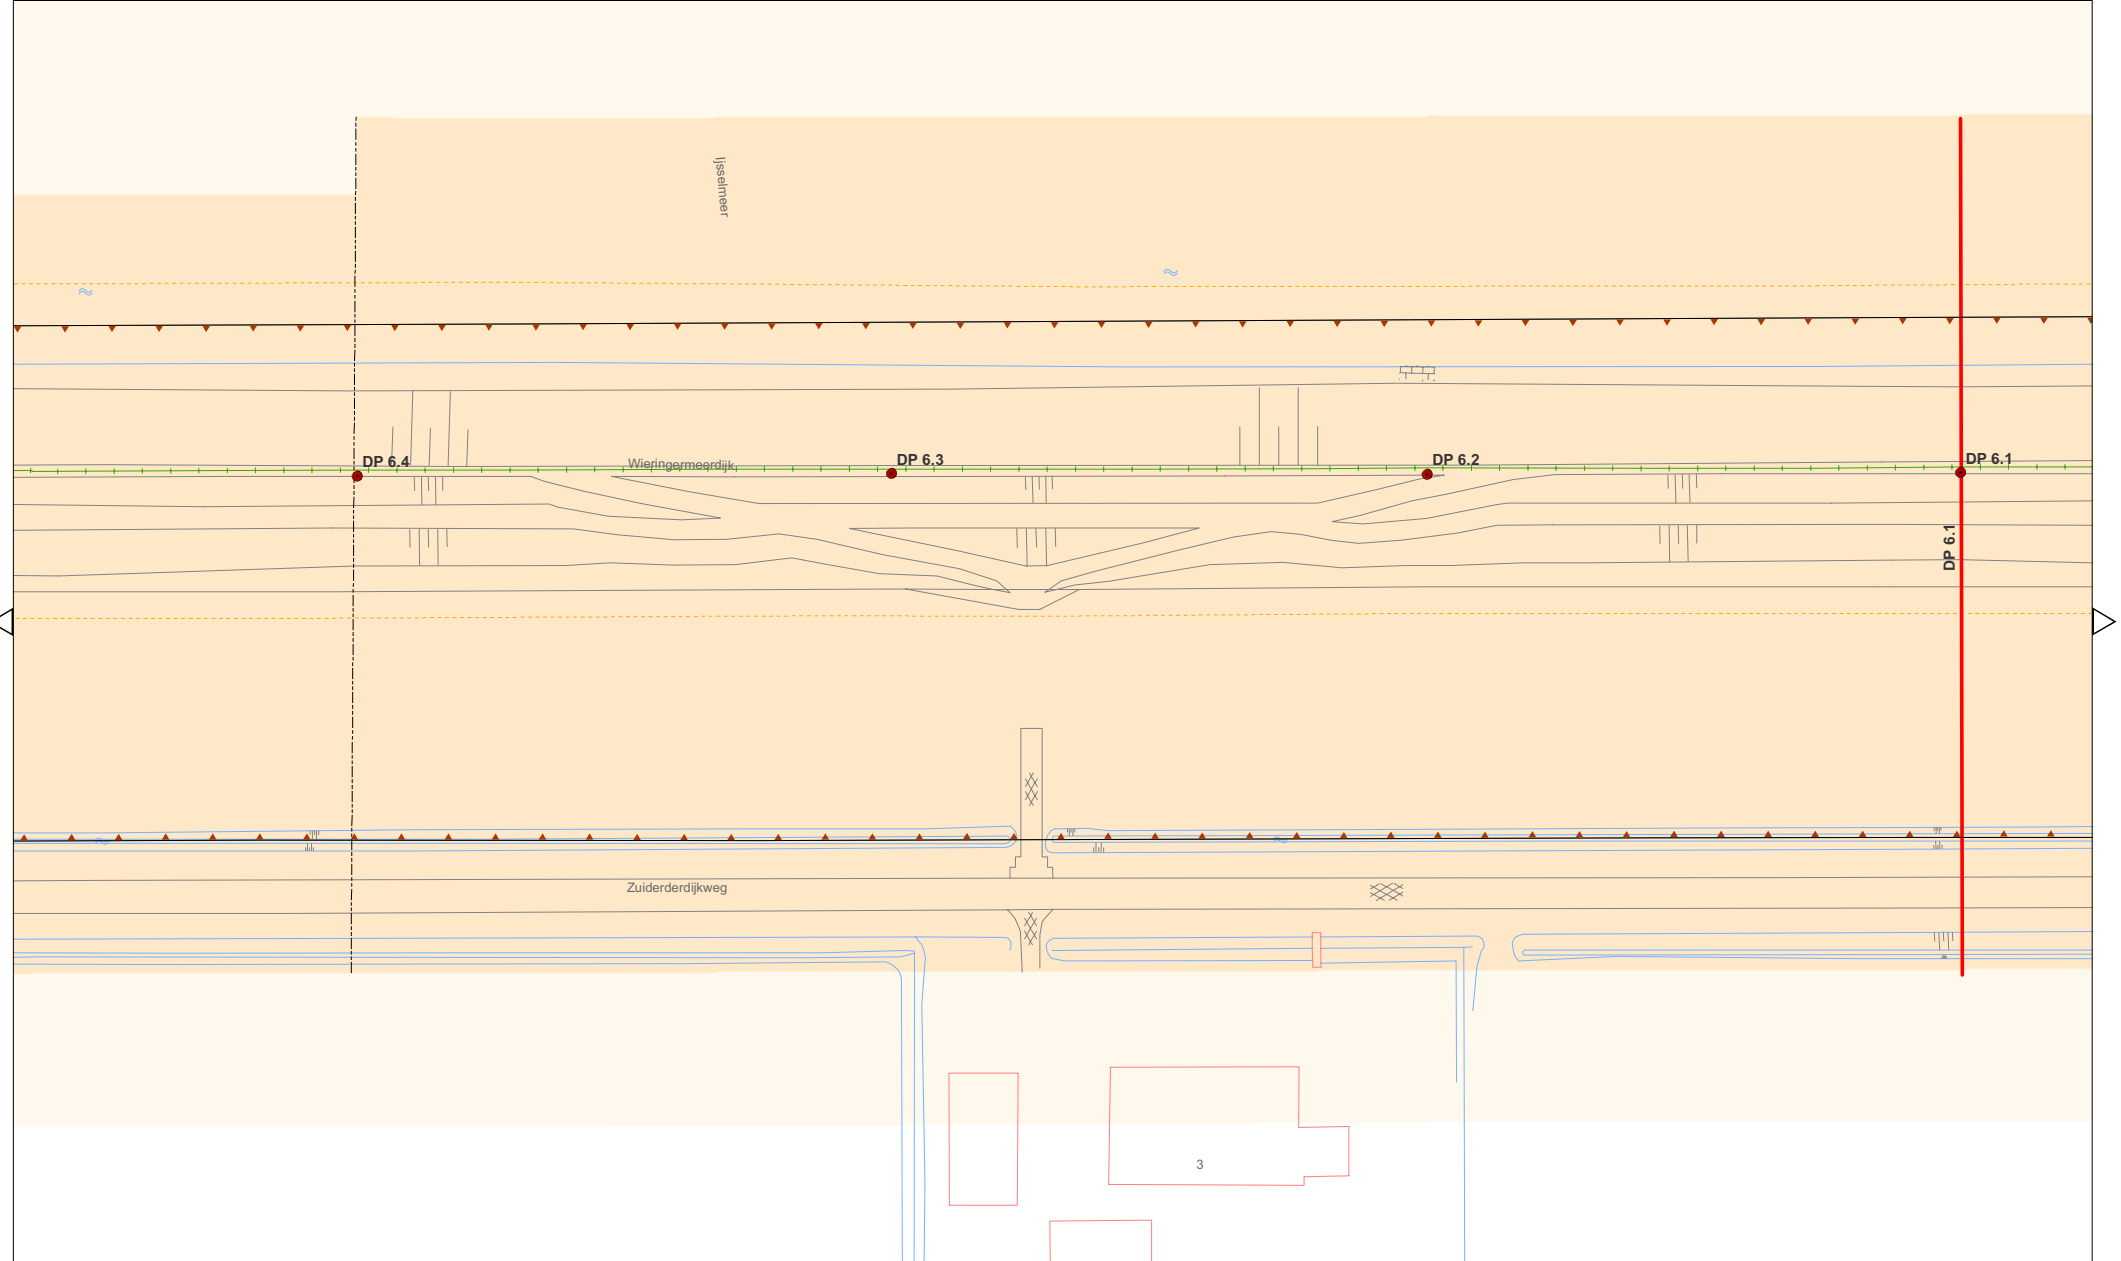 Ijsselmeer
DP 6.4
Wieringermeerdijk
DP 6.3
DP 6.2
DP 6.1
DP 6.1
Zuiderderdijkweg
3